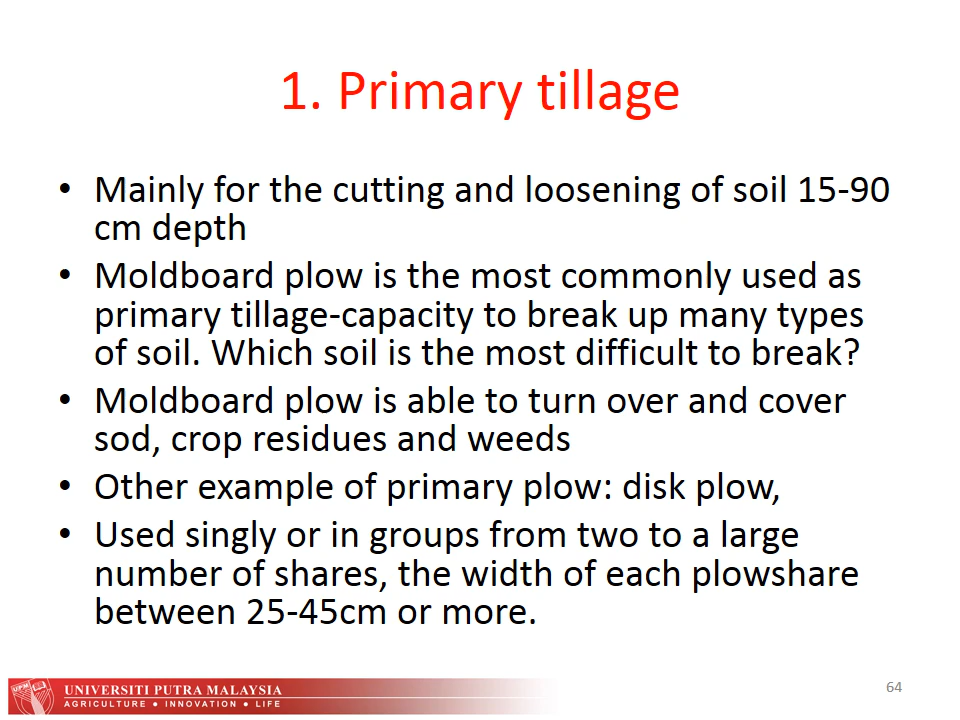 1. Primary tillage
• Mainly for the cutting and loosening of soil 15-90
cm depth
• Moldboard plow is the most commonly used as
primary tillage-capacity to break up many types
of soil. Which soil is the most difficult to break?
• Moldboard plow is able to turn over and cover
sod, crop residues and weeds
• Other example of primary plow: disk plow,
• Used singly or in groups from two to a large
number of shares, the width of each plowshare
between 25-45cm or more.
UPM
UNIVERSITI PUTRA MALAYSIA
AGRICULTURE • INNOVATION • LIFE
64